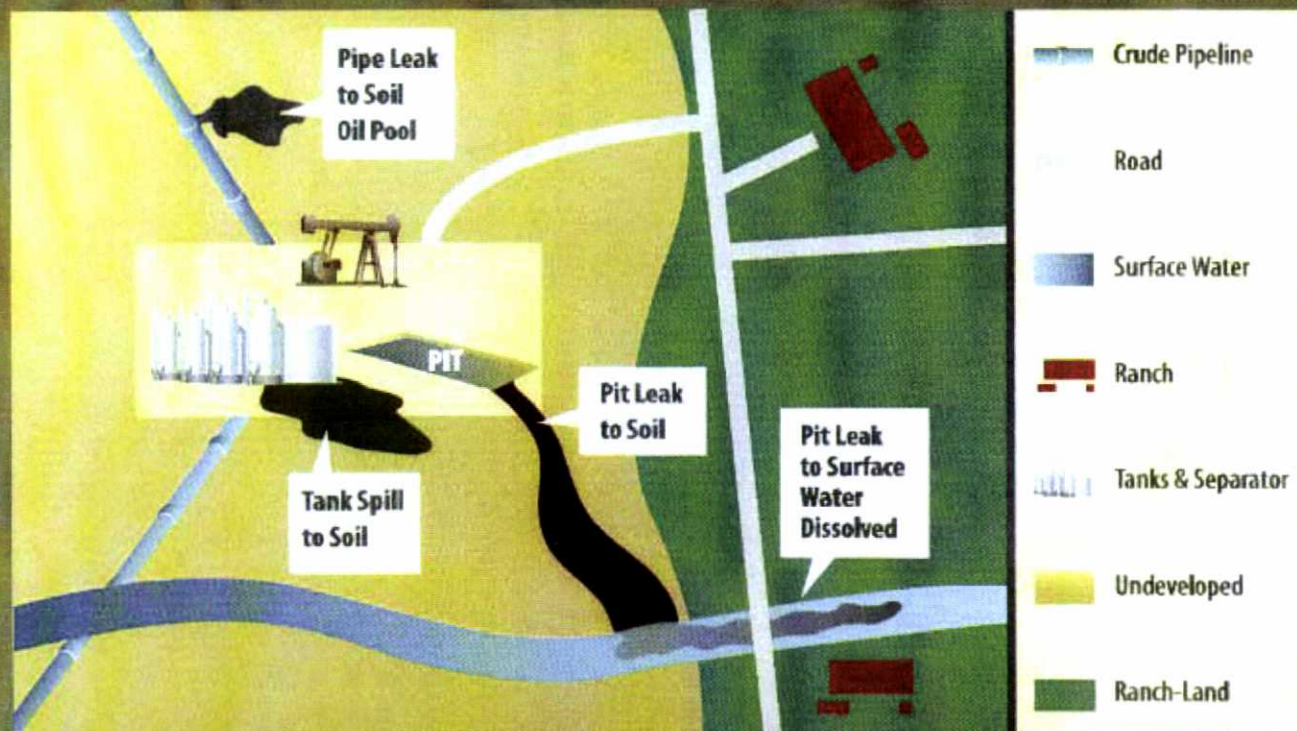 Pipe Leak
to Soil
Oil Pool
PIT
Pit Leak
to Soil
Tank Spill
to Soil
Pit Leak
to Surface
Water
Dissolved
Crude Pipeline
Road
Surface Water
Ranch
Tanks & Separator
Undeveloped
Ranch-Land